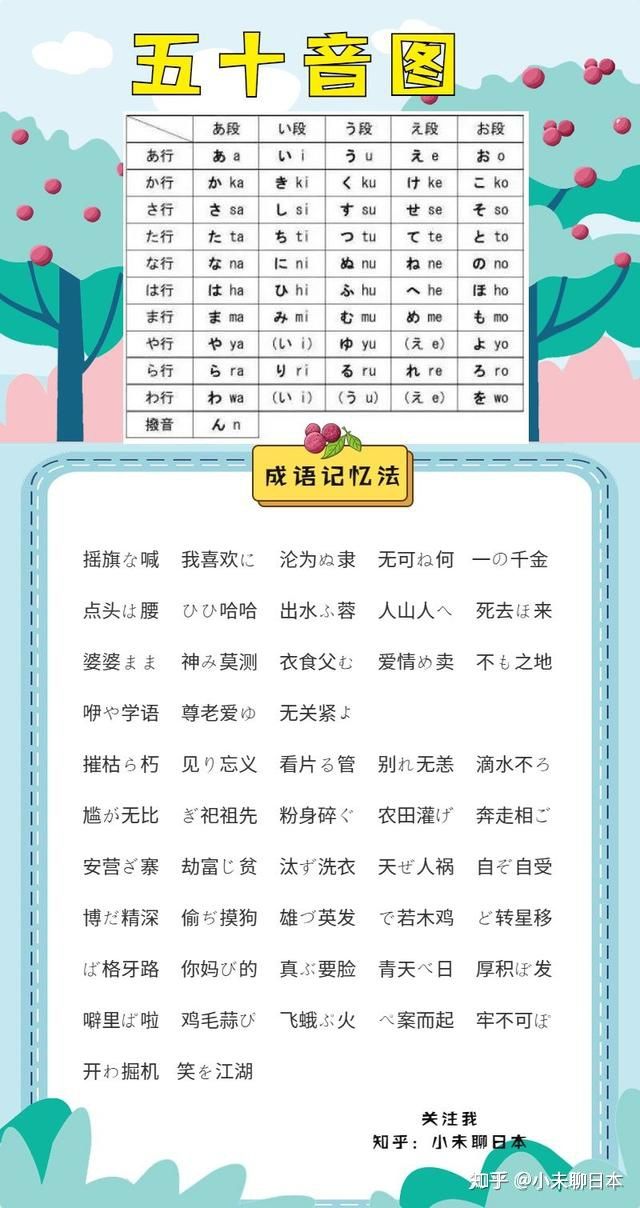 五十音图
あ段 い段 う段 え段 お段
あ行 あ a い i う u え e お o
か行 か ka き ki く ku け ke こ ko
さ行 さ sa し si す su せ se そ so
た行 た ta ち ti つ tu て te と to
な行 な na に ni ぬ nu ね ne の no
は行 は ha ひ hi ふ hu へ he ほ ho
ま行 ま ma み mi む mu め me も mo
や行 や ya (い i) ゆ yu (え e) よ yo
ら行 ら ra り ri る ru れ re ろ ro
わ行 わ wa (い i) (う u) (え e) を wo
撥音 ん n
成语记忆法
摇旗な喊 我喜欢に 沦为ぬ隶 无可ね何 一の千金
点头は腰 ひひ哈哈 出水ふ蓉 人山人へ 死去ほ来
婆婆まま 神み莫测 衣食父む 爱情め卖 不も之地
咿や学语 尊老爱ゆ 无关紧よ
摧枯ら朽 见り忘义 看片る管 别れ无恙 滴水不ろ
尴が无比 ぎ祀祖先 粉身碎ぐ 农田灌げ 奔走相ご
安营ざ寨 劫富じ贫 汰ず洗衣 天ぜ人祸 自ぞ自受
博だ精深 偷ぢ摸狗 雄づ英发 で若木鸡 ど转星移
ば格牙路 你妈び的 真ぶ要脸 青天べ日 厚积ぼ发
噼里ぱ啦 鸡毛蒜ぴ 飞蛾ぷ火 ぺ案而起 牢不可ぽ
开わ掘机 笑を江湖
关注我
知乎：小未聊日本
知乎 @小未聊日本